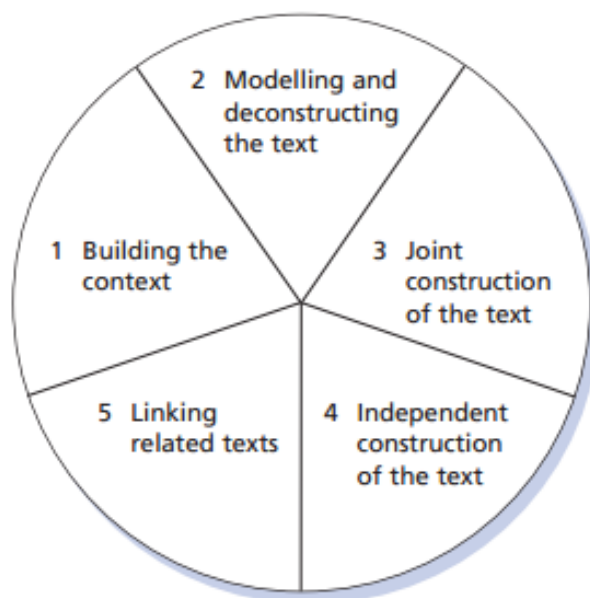 1 Building the
context
2 Modelling and
deconstructing
the text
3 Joint
construction
of the text
4 Independent
construction
of the text
5 Linking
related texts